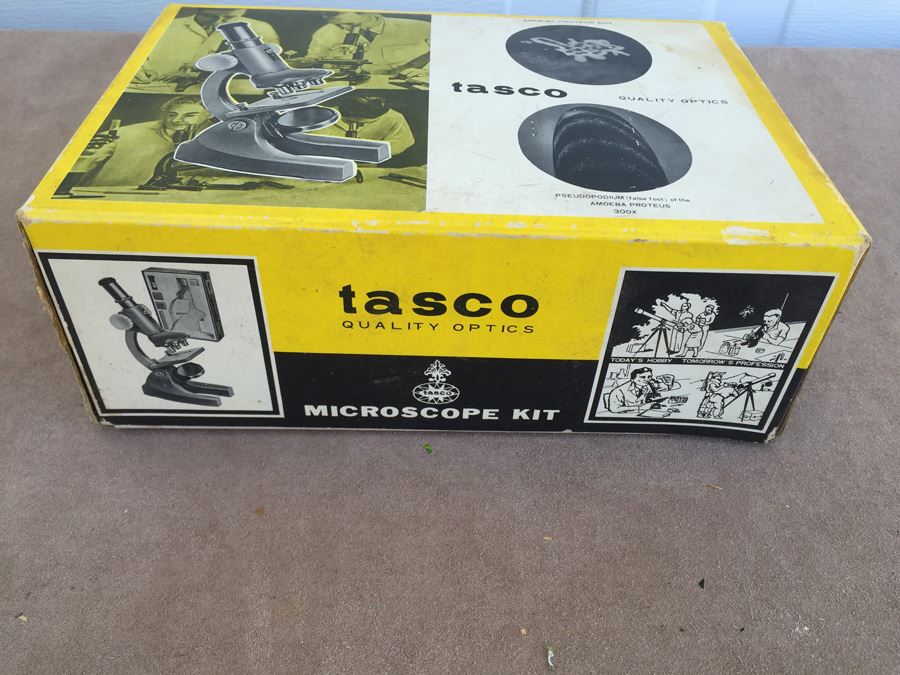 AMOEBA PROTEUS 50X
tasco
QUALITY OPTICS
PSEUDOPODIUM (false foot) of the
AMOEBA PROTEUS
300X
tasco
QUALITY OPTICS
tasco
MICROSCOPE KIT
TODAY'S HOBBY TOMORROW'S PROFESSION